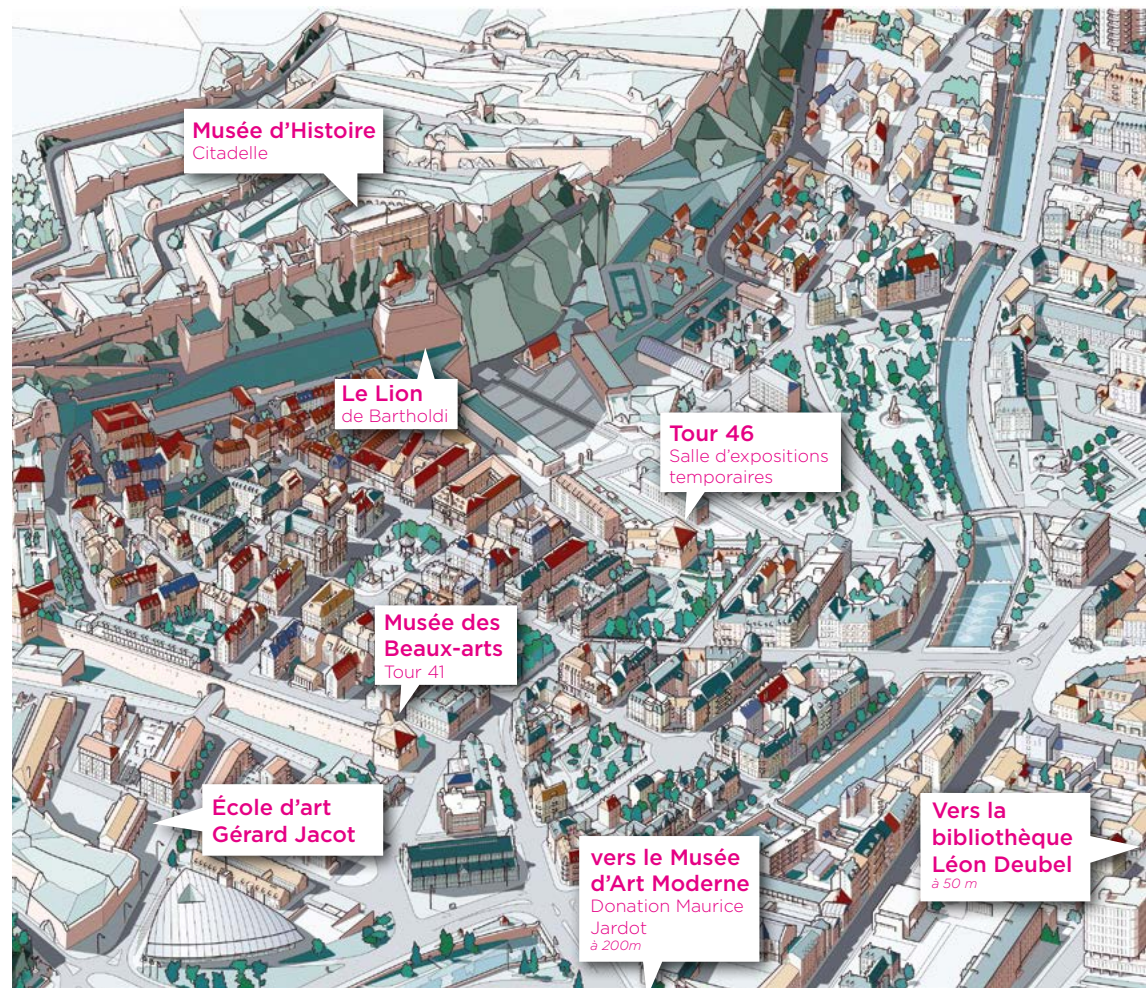 Musée d'Histoire
Citadelle
Le Lion
de Bartholdi
Tour 46
Salle d'expositions
temporaires
Musée des
Beaux-arts
Tour 41
École d'art
Gérard Jacot
vers le Musée
d'Art Moderne
Donation Maurice
Jardot
à 200m
Vers la
bibliothèque
Léon Deubel
à 50 m